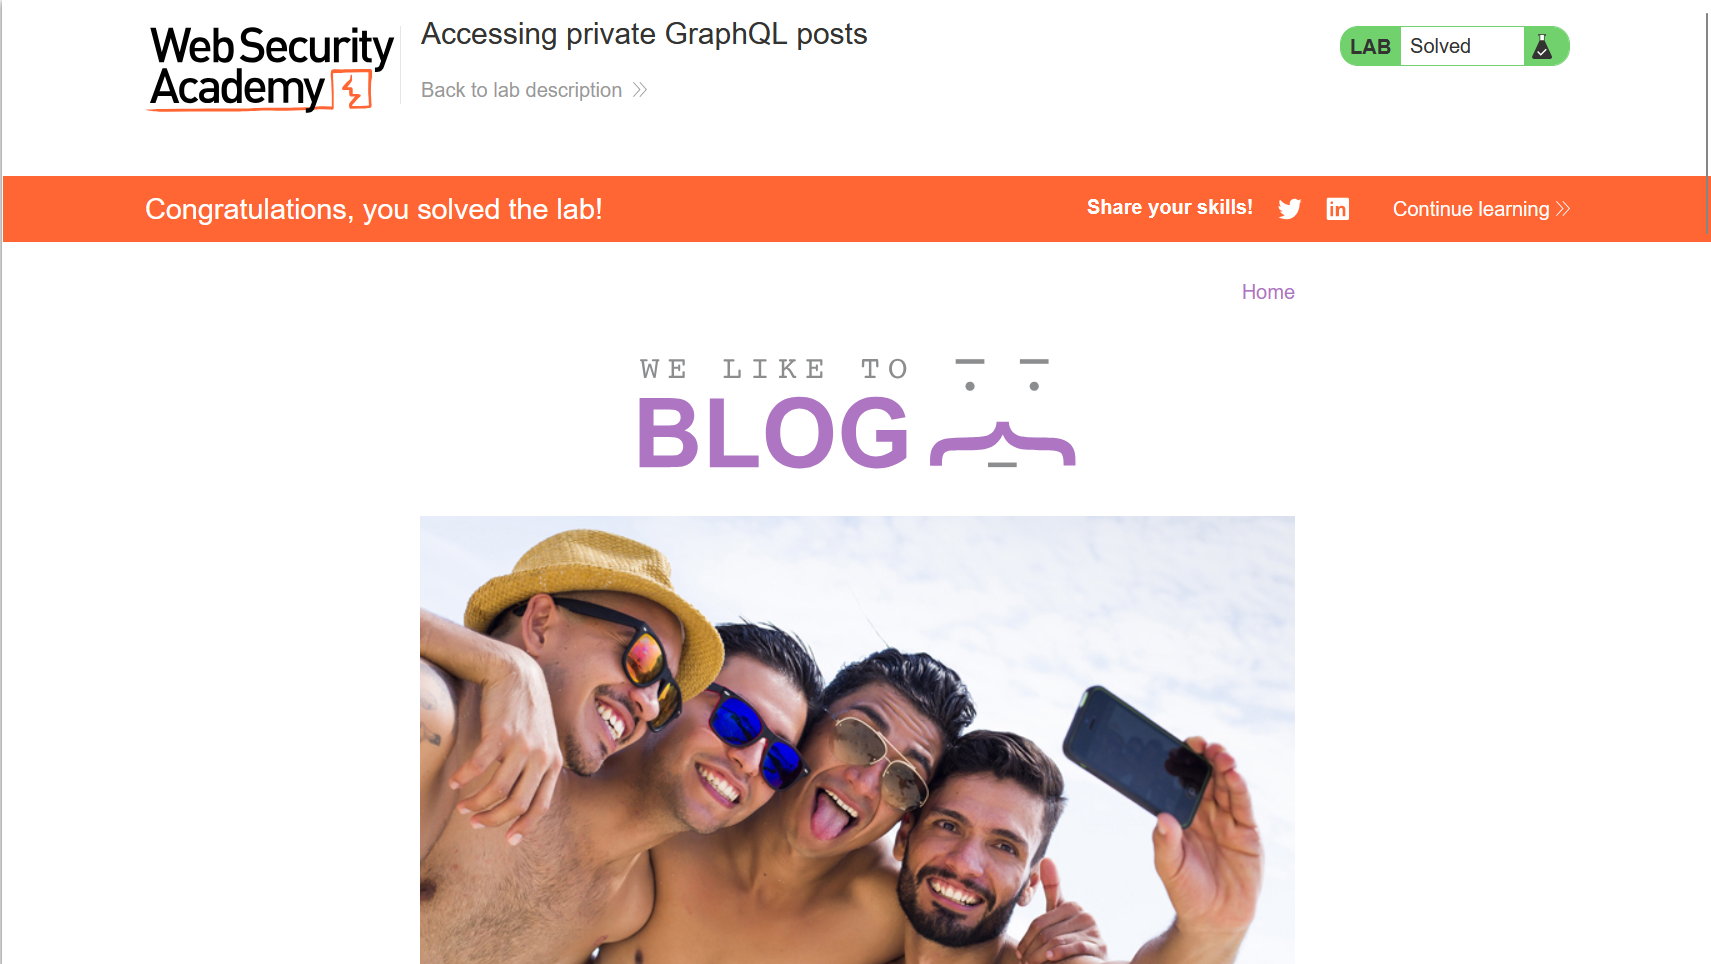 Web Security
Academy
Accessing private GraphQL posts
Back to lab description
LAB Solved
Congratulations, you solved the lab!
Share your skills!
Continue learning
Home
WE LIKE TO
BLOG